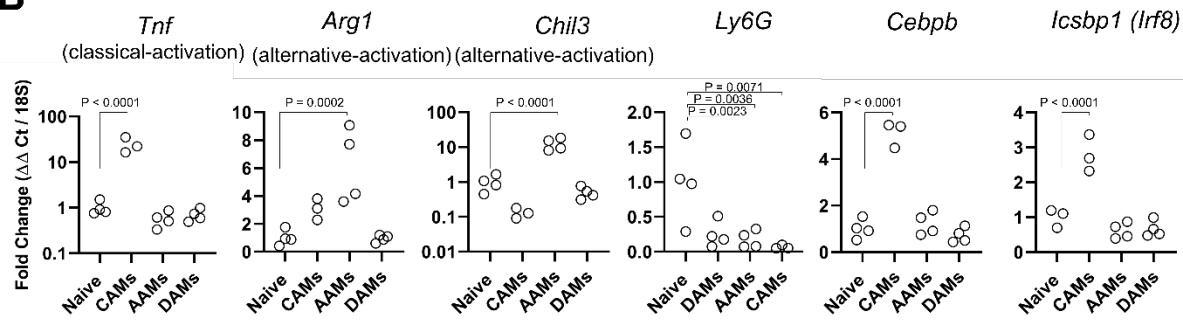 B
Tnf
(classical-activation)
Arg1
(alternative-activation)
Chil3
(alternative-activation)
Ly6G
Cebpb
Icsbp1 (Irf8)
Fold Change (ΔΔ Ct / 18S)
P < 0.0001
100
10
1
0.1
Naive
CAMs
AAMs
DAMs
P = 0.0002
10
8
6
4
2
0
Naive
CAMs
AAMs
DAMs
P < 0.0001
100
10
1
0.1
0.01
Naive
CAMs
AAMs
DAMs
P = 0.0071
P = 0.0036
P = 0.0023
2.0
1.5
1.0
0.5
0.0
Naive
DAMs
AAMs
CAMs
P < 0.0001
6
4
2
0
Naive
CAMs
AAMs
DAMs
P < 0.0001
4
3
2
1
0
Naive
CAMs
AAMs
DAMs